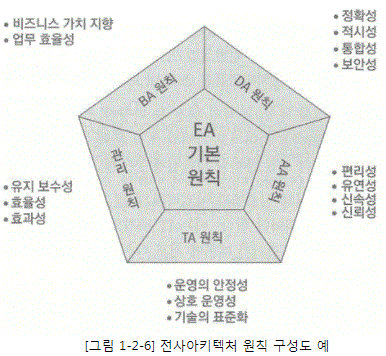 • 비즈니스 가치 지향
• 업무 효율성
• 정확성
• 적시성
• 통합성
• 보안성
BA 원칙
DA 원칙
EA
기본
원칙
관리 원칙
AA 원칙
TA 원칙
• 유지 보수성
• 효율성
• 효과성
• 편리성
• 유연성
• 신속성
• 신뢰성
• 운영의 안정성
• 상호 운영성
• 기술의 표준화
[그림 1-2-6] 전사아키텍처 원칙 구성도 예